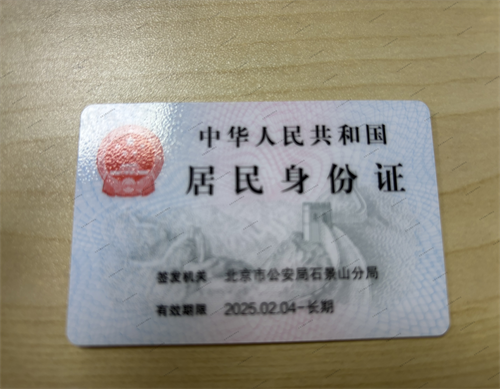 中华人民共和国
居民身份证
签发机关 北京市公安局石景山分局
有效期限 2025.02.04-长期